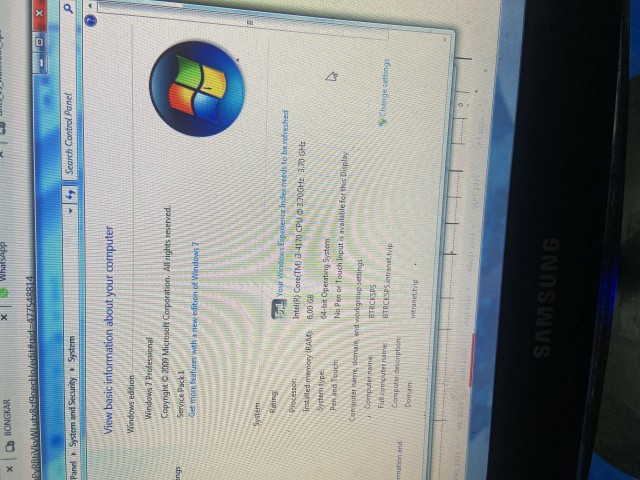 BONGKAR
WhatsApp
Panel ▸ System and Security ▸ System
Search Control Panel
View basic information about your computer
Windows edition
Windows 7 Professional
Copyright © 2009 Microsoft Corporation. All rights reserved.
Service Pack 1
Get more features with a new edition of Windows 7
System
Rating: Your Windows Experience Index needs to be refreshed
Processor: Intel(R) Core(TM) i3-4170 CPU @ 3.70GHz 3.70 GHz
Installed memory (RAM): 6.00 GB
System type: 64-bit Operating System
Pen and Touch: No Pen or Touch Input is available for this Display
Computer name, domain, and workgroup settings
Computer name: BTBCKSPS
Change settings
Full computer name: BTBCKSPS.intranet.tvip
Computer description:
Domain: intranet.tvip
SAMSUNG